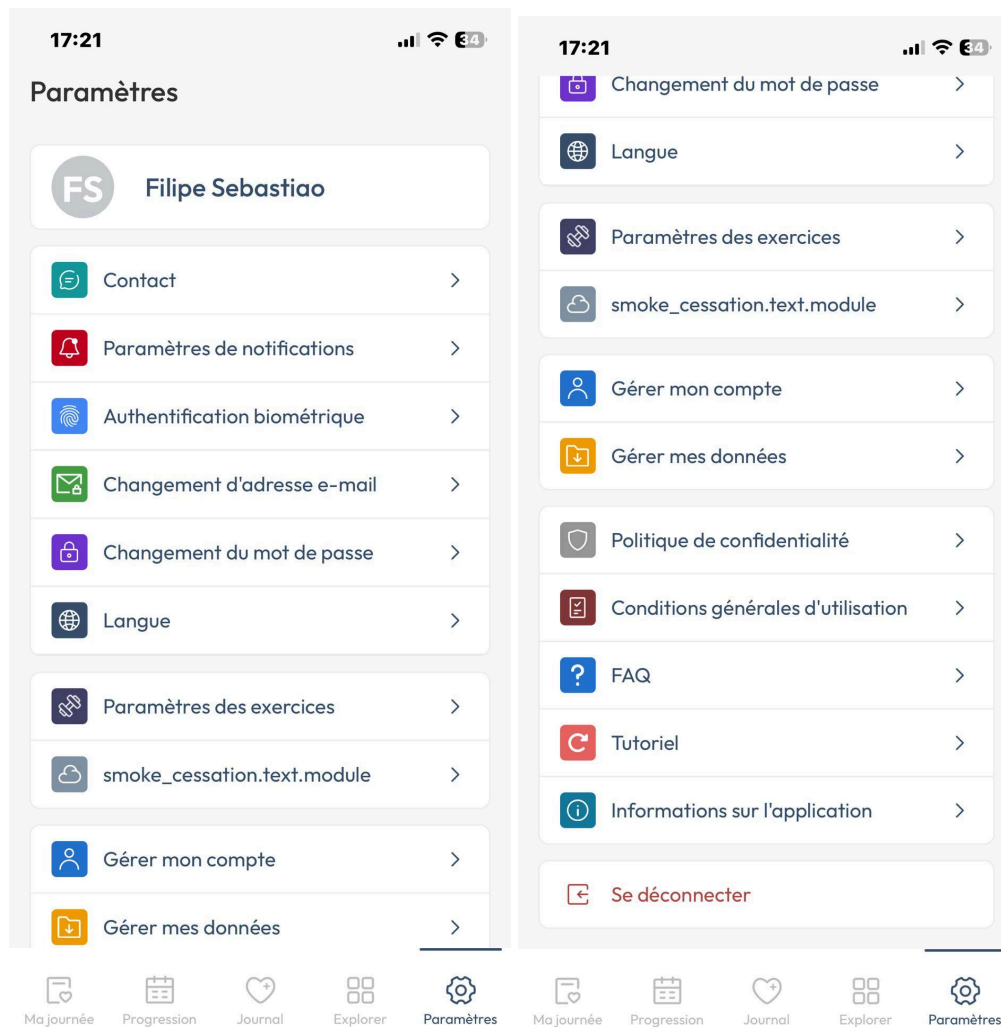 17:21
34
Paramètres
FS
Filipe Sebastiao
Contact
Paramètres de notifications
Authentification biométrique
Changement d'adresse e-mail
Changement du mot de passe
Langue
Paramètres des exercices
smoke_cessation.text.module
Gérer mon compte
Gérer mes données
Ma journée
Progression
Journal
Explorer
Paramètres
17:21
34
Changement du mot de passe
Langue
Paramètres des exercices
smoke_cessation.text.module
Gérer mon compte
Gérer mes données
Politique de confidentialité
Conditions générales d'utilisation
FAQ
Tutoriel
Informations sur l'application
Se déconnecter
Ma journée
Progression
Journal
Explorer
Paramètres